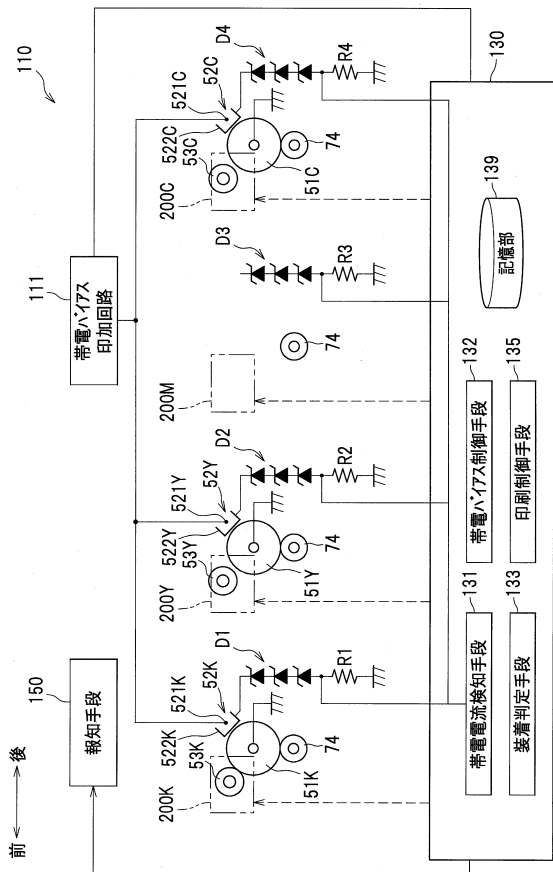 前 後
110
150
報知手段
111
帯電バイアス
印加回路
200K
53K
522K
521K
52K
D1
R1
51K
74
200Y
53Y
522Y
521Y
52Y
D2
R2
51Y
74
200M
74
D3
R3
200C
53C
522C
521C
52C
D4
R4
51C
74
130
131
帯電電流検知手段
132
帯電バイアス制御手段
133
装着判定手段
135
印刷制御手段
139
記憶部